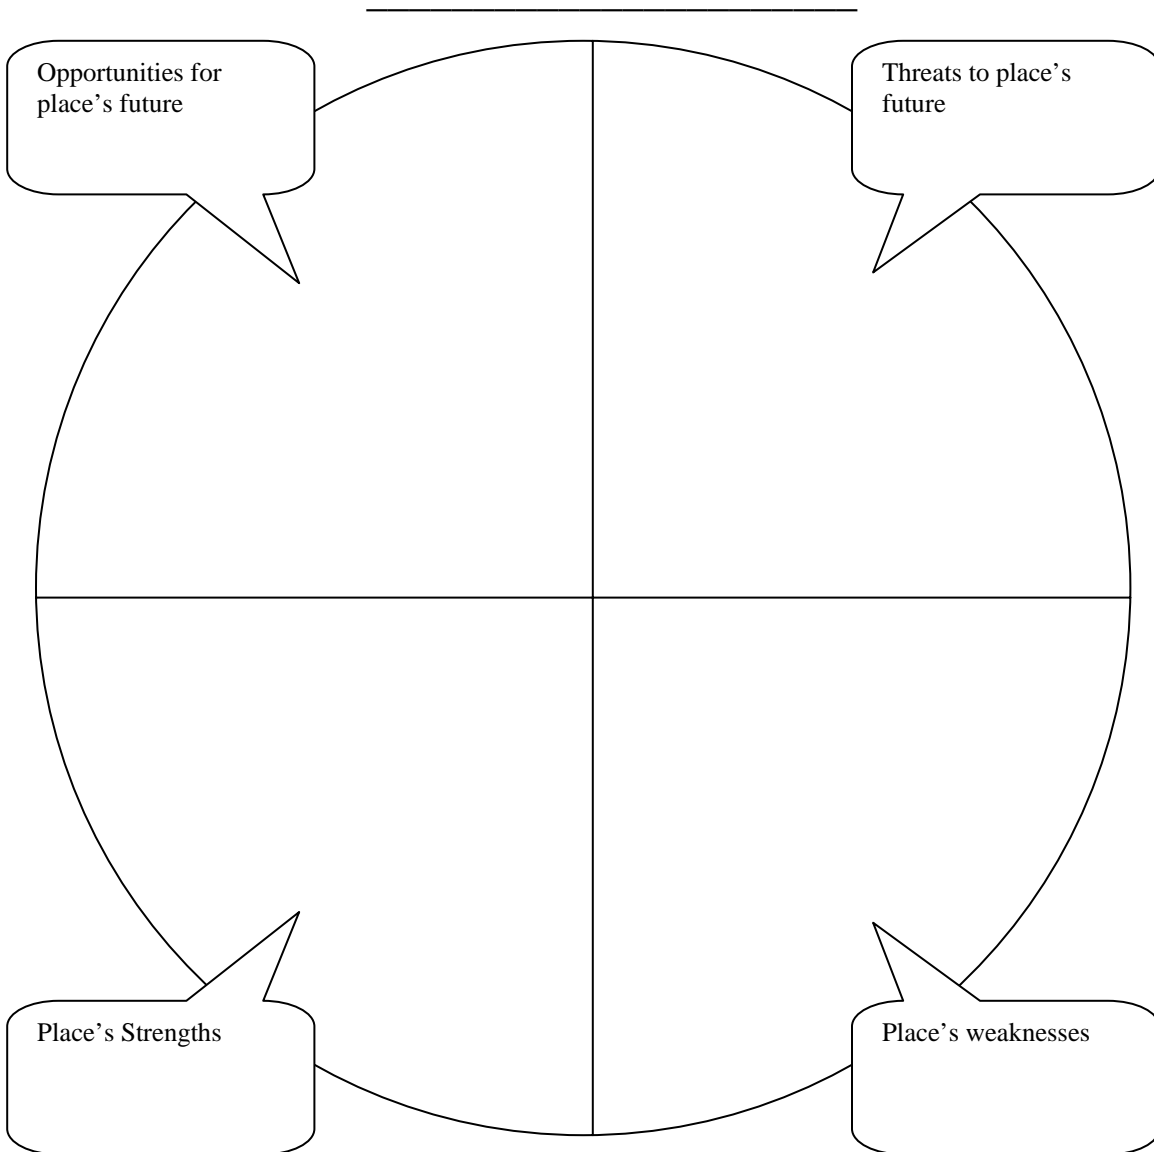 Opportunities for
place’s future
Threats to place’s
future
Place’s Strengths
Place’s weaknesses